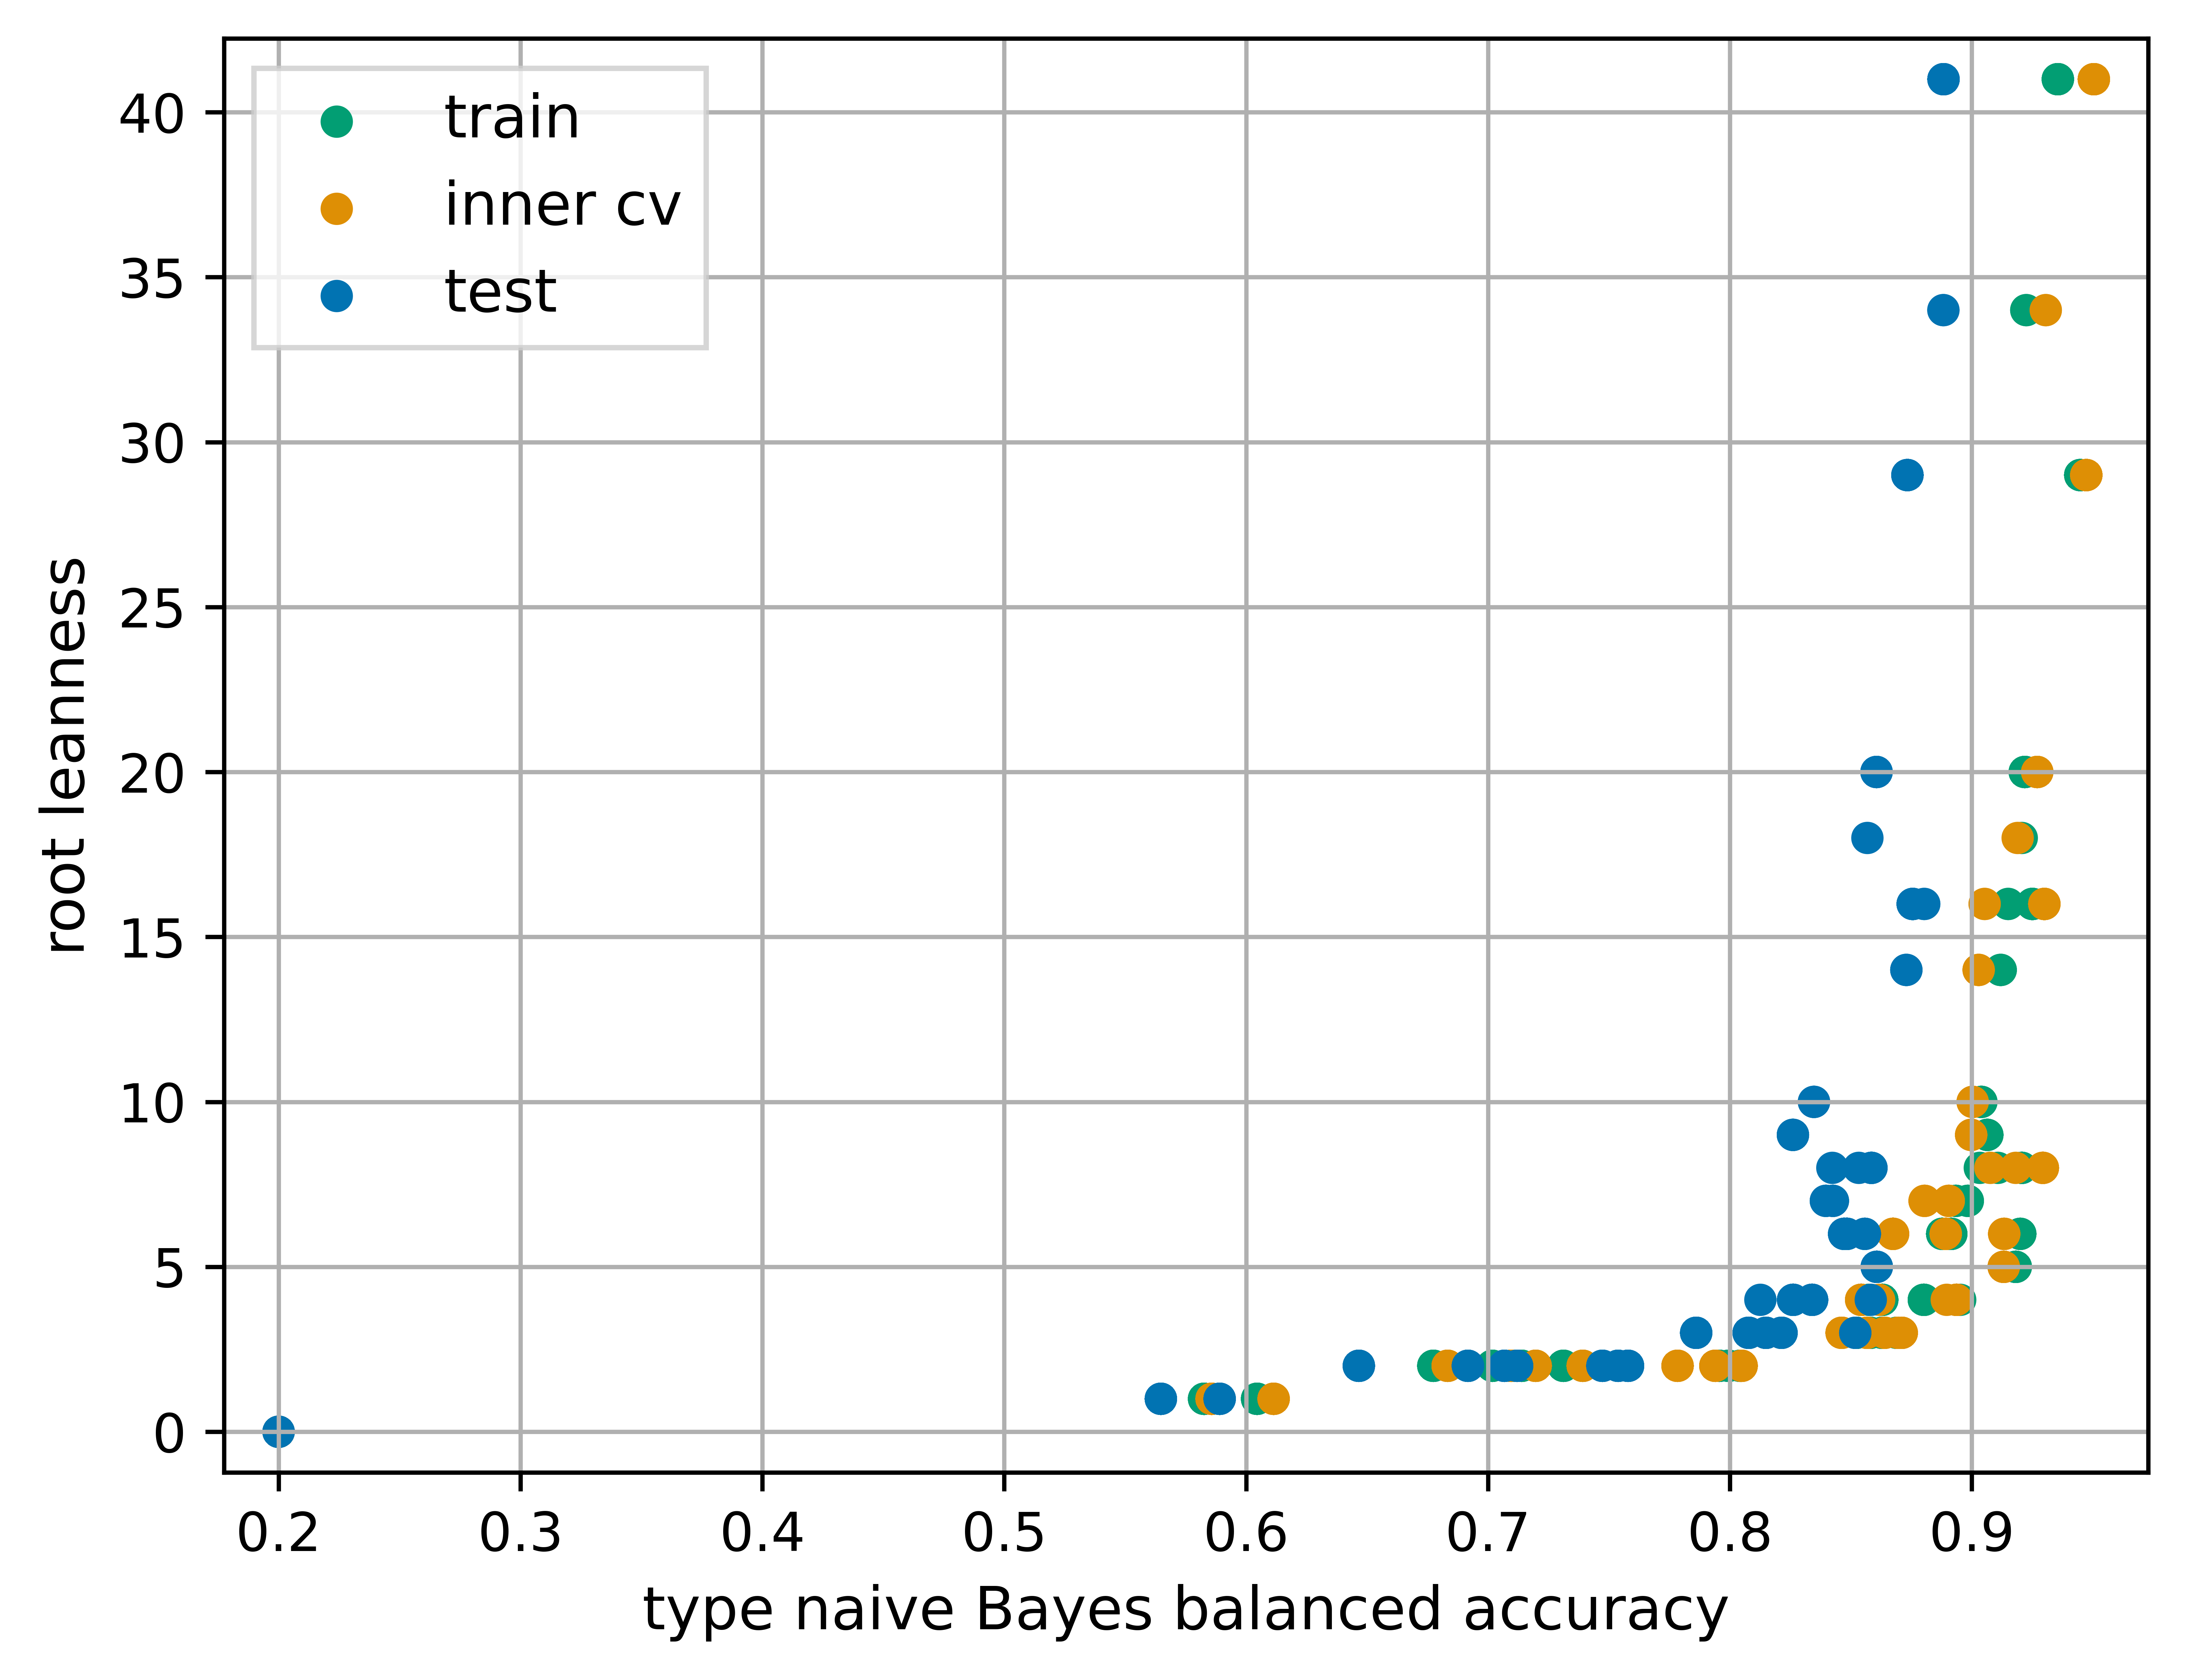 train
inner cv
test
40
35
30
25
20
15
10
5
0
root leanness
0.2 0.3 0.4 0.5 0.6 0.7 0.8 0.9
type naive Bayes balanced accuracy